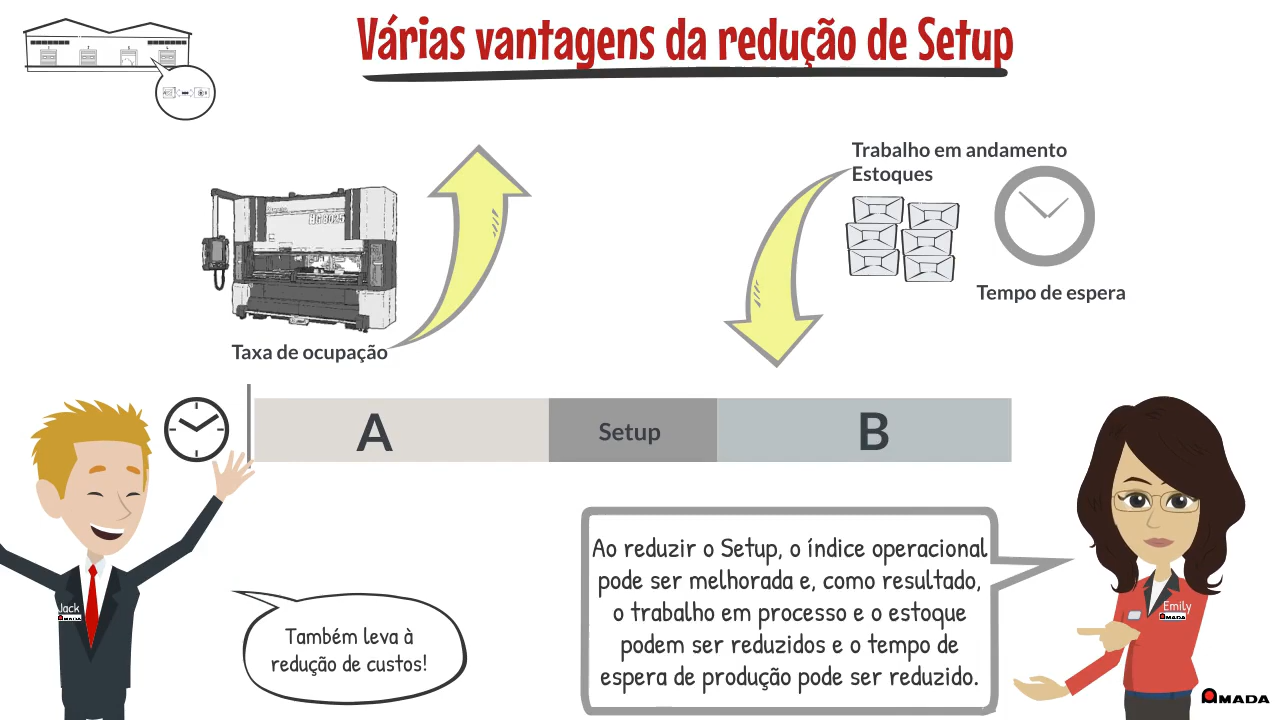 Várias vantagens da redução de Setup
Trabalho em andamento
Estoques
Tempo de espera
Taxa de ocupação
A
Setup
B
Ao reduzir o Setup, o índice operacional
pode ser melhorada e, como resultado,
o trabalho em processo e o estoque
podem ser reduzidos e o tempo de
espera de produção pode ser reduzido.
Também leva à
redução de custos!
Jack
AMADA
Emily
AMADA
AMADA